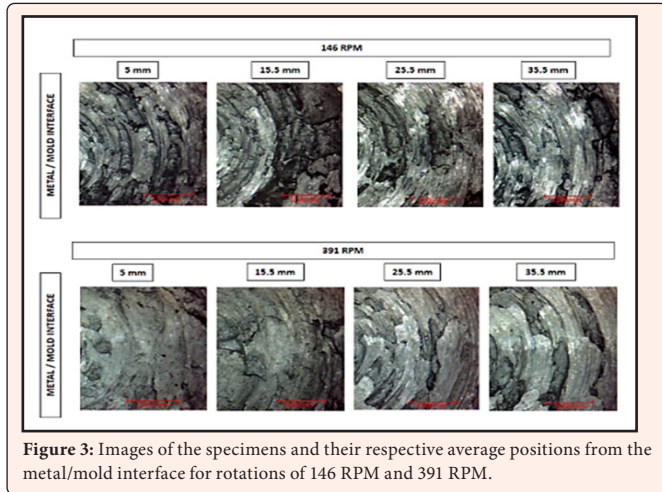 146 RPM
5 mm
15.5 mm
25.5 mm
35.5 mm
METAL / MOLD INTERFACE
391 RPM
5 mm
15.5 mm
25.5 mm
35.5 mm
METAL / MOLD INTERFACE
Figure 3: Images of the specimens and their respective average positions from the
metal/mold interface for rotations of 146 RPM and 391 RPM.